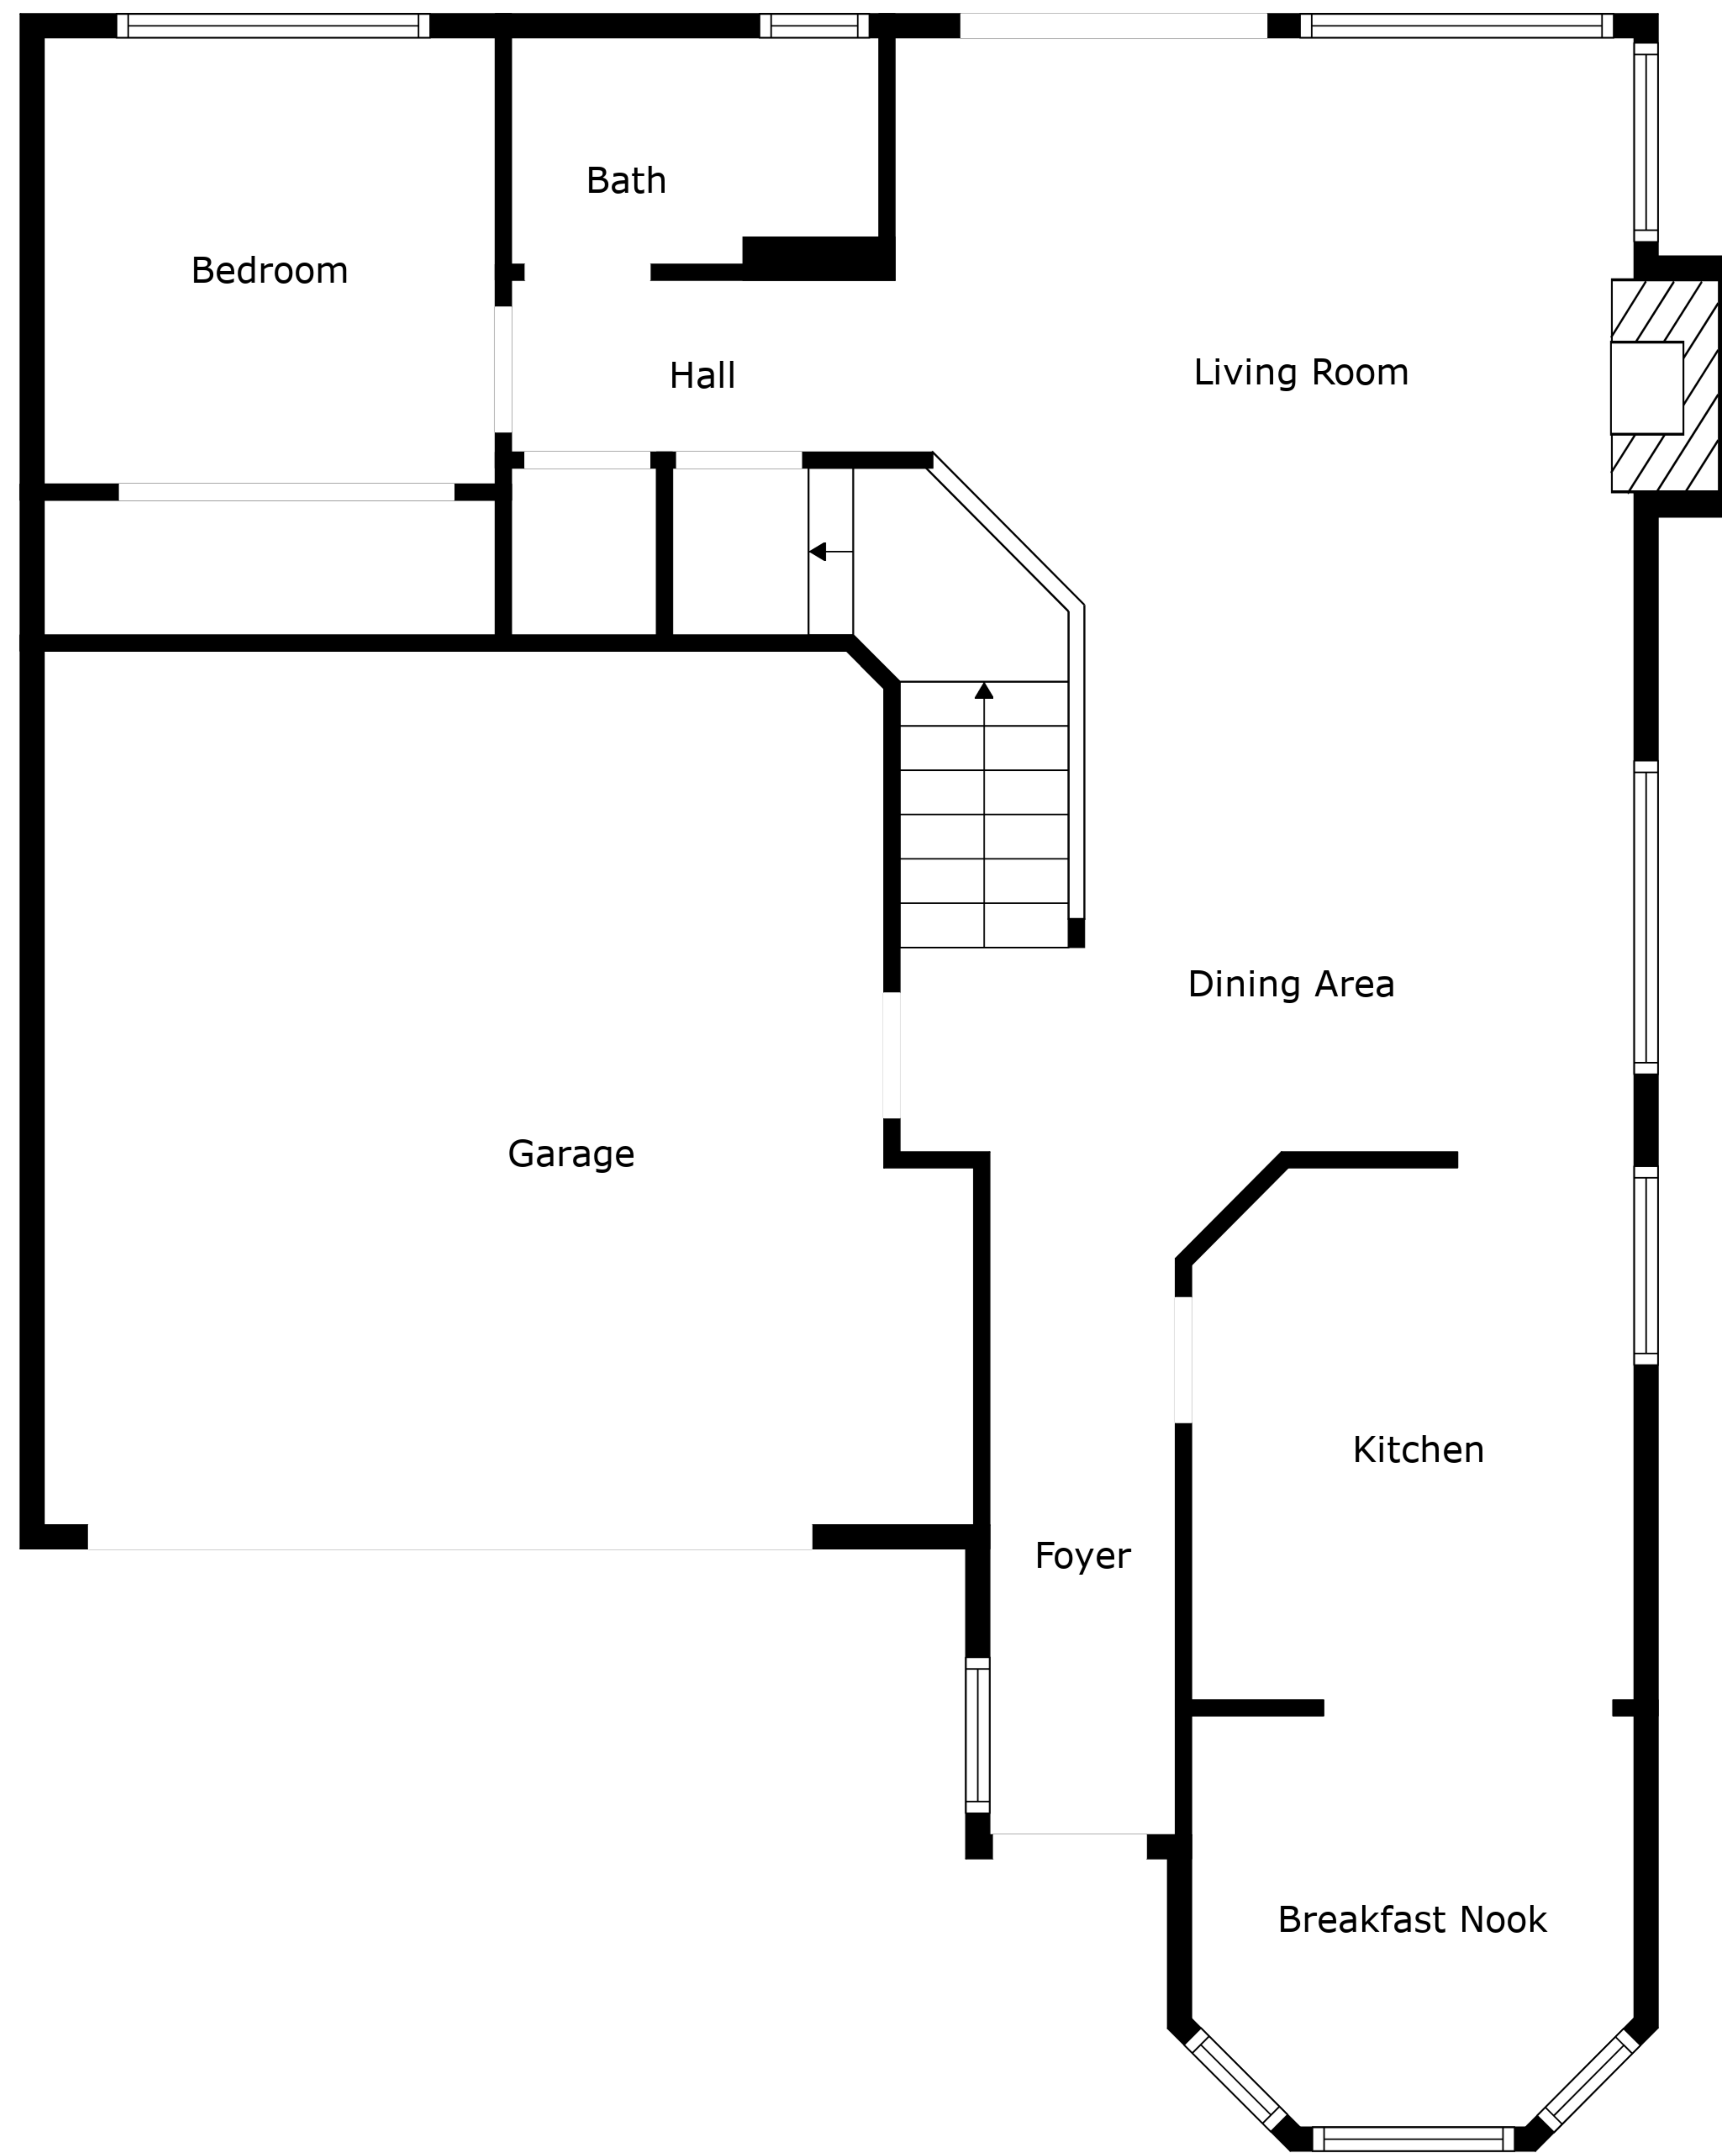 Bath
Bedroom
Hall
Living Room
Dining Area
Garage
Kitchen
Foyer
Breakfast Nook